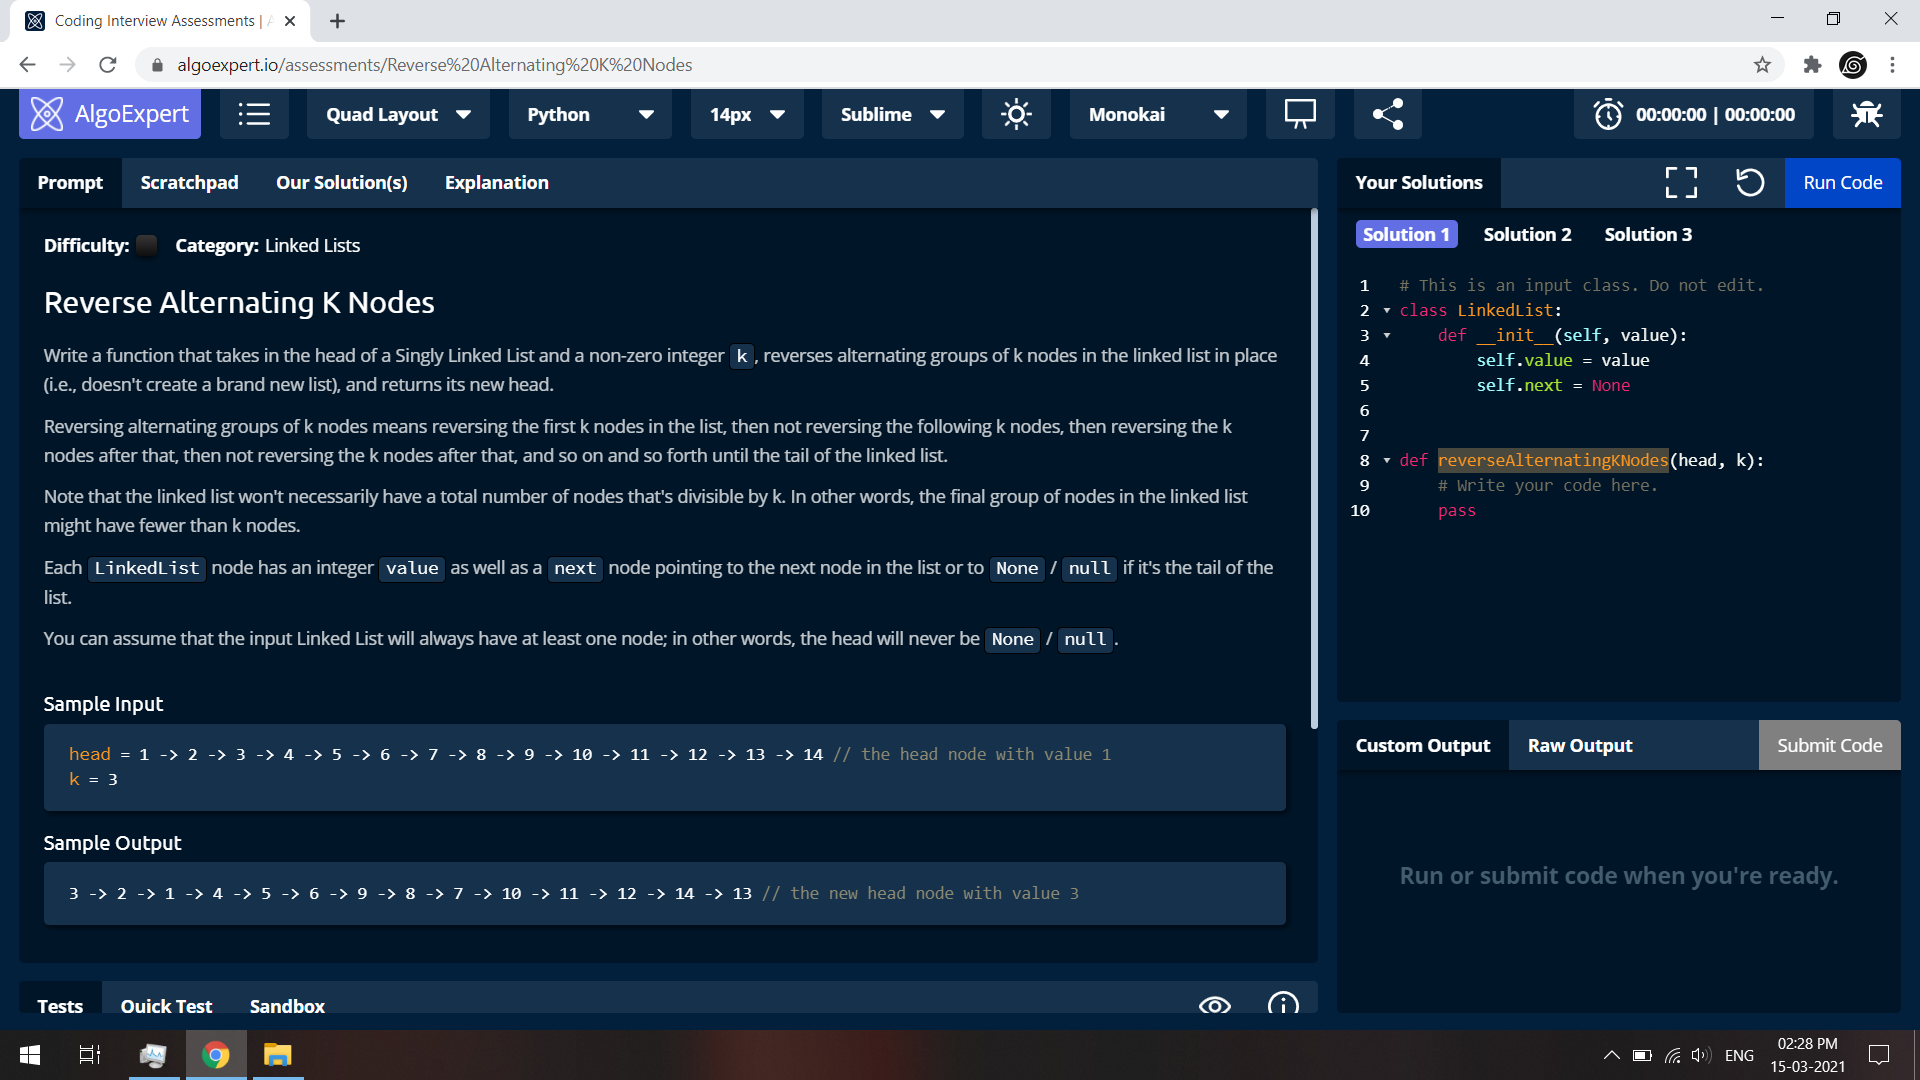 Coding Interview Assessments | A
algoexpert.io/assessments/Reverse%20Alternating%20K%20Nodes
AlgoExpert
Quad Layout
Python
14px
Sublime
Monokai
00:00:00 | 00:00:00
Prompt
Scratchpad
Our Solution(s)
Explanation
Difficulty:
Category: Linked Lists
Reverse Alternating K Nodes
Write a function that takes in the head of a Singly Linked List and a non-zero integer k, reverses alternating groups of k nodes in the linked list in place
(i.e., doesn't create a brand new list), and returns its new head.
Reversing alternating groups of k nodes means reversing the first k nodes in the list, then not reversing the following k nodes, then reversing the k
nodes after that, then not reversing the k nodes after that, and so on and so forth until the tail of the linked list.
Note that the linked list won't necessarily have a total number of nodes that's divisible by k. In other words, the final group of nodes in the linked list
might have fewer than k nodes.
Each LinkedList node has an integer value as well as a next node pointing to the next node in the list or to None / null if it's the tail of the
list.
You can assume that the input Linked List will always have at least one node; in other words, the head will never be None / null.
Sample Input
head = 1 -> 2 -> 3 -> 4 -> 5 -> 6 -> 7 -> 8 -> 9 -> 10 -> 11 -> 12 -> 13 -> 14 // the head node with value 1
k = 3
Sample Output
3 -> 2 -> 1 -> 4 -> 5 -> 6 -> 9 -> 8 -> 7 -> 10 -> 11 -> 12 -> 14 -> 13 // the new head node with value 3
Tests
Quick Test
Sandbox
Your Solutions
Run Code
Solution 1
Solution 2
Solution 3
1 # This is an input class. Do not edit.
2 class LinkedList:
3 def __init__(self, value):
4 self.value = value
5 self.next = None
6
7
8 def reverseAlternatingKNodes(head, k):
9 # Write your code here.
10 pass
Custom Output
Raw Output
Submit Code
Run or submit code when you're ready.
ENG
02:28 PM
15-03-2021